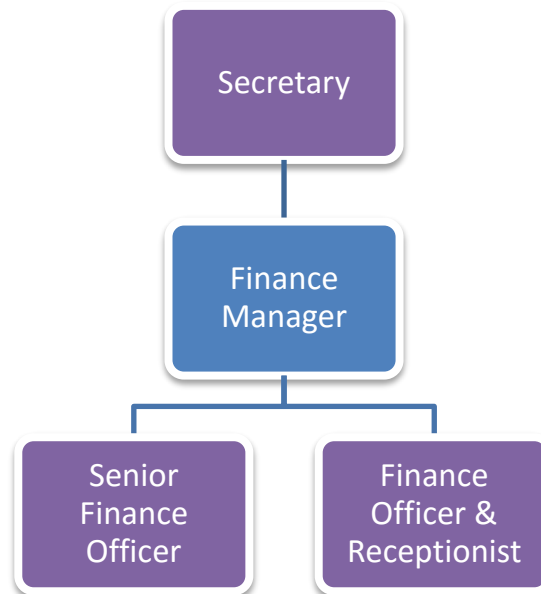 Secretary
Finance
Manager
Senior
Finance
Officer
Finance
Officer &
Receptionist